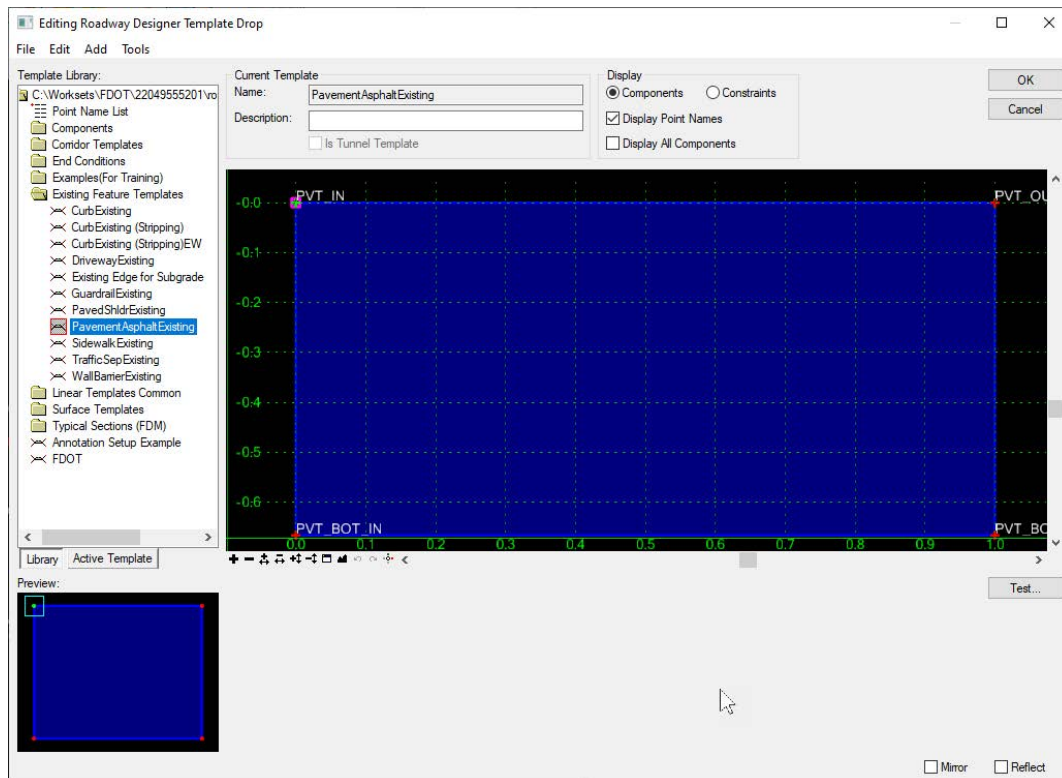 Editing Roadway Designer Template Drop
File Edit Add Tools
Template Library:
C:\Worksets\FDOT\22049555201\ro
Point Name List
Components
Corridor Templates
End Conditions
Examples(For Training)
Existing Feature Templates
CurbExisting
CurbExisting (Stripping)
CurbExisting (Stripping)EW
DrivewayExisting
Existing Edge for Subgrade
GuardrailExisting
PavedShldrExisting
PavementAsphaltExisting
SidewalkExisting
TrafficSepExisting
WallBarrierExisting
Linear Templates Common
Surface Templates
Typical Sections (FDM)
Annotation Setup Example
FDOT
Library Active Template
Current Template
Name: PavementAsphaltExisting
Description:
Is Tunnel Template
Display
Components Constraints
Display Point Names
Display All Components
OK
Cancel
PVT_IN PVT_OU
-0.0
-0.1
-0.2
-0.3
-0.4
-0.5
-0.6
PVT_BOT_IN PVT_BO
0.0 0.1 0.2 0.3 0.4 0.5 0.6 0.7 0.8 0.9 1.0
Preview:
Test...
Mirror Reflect